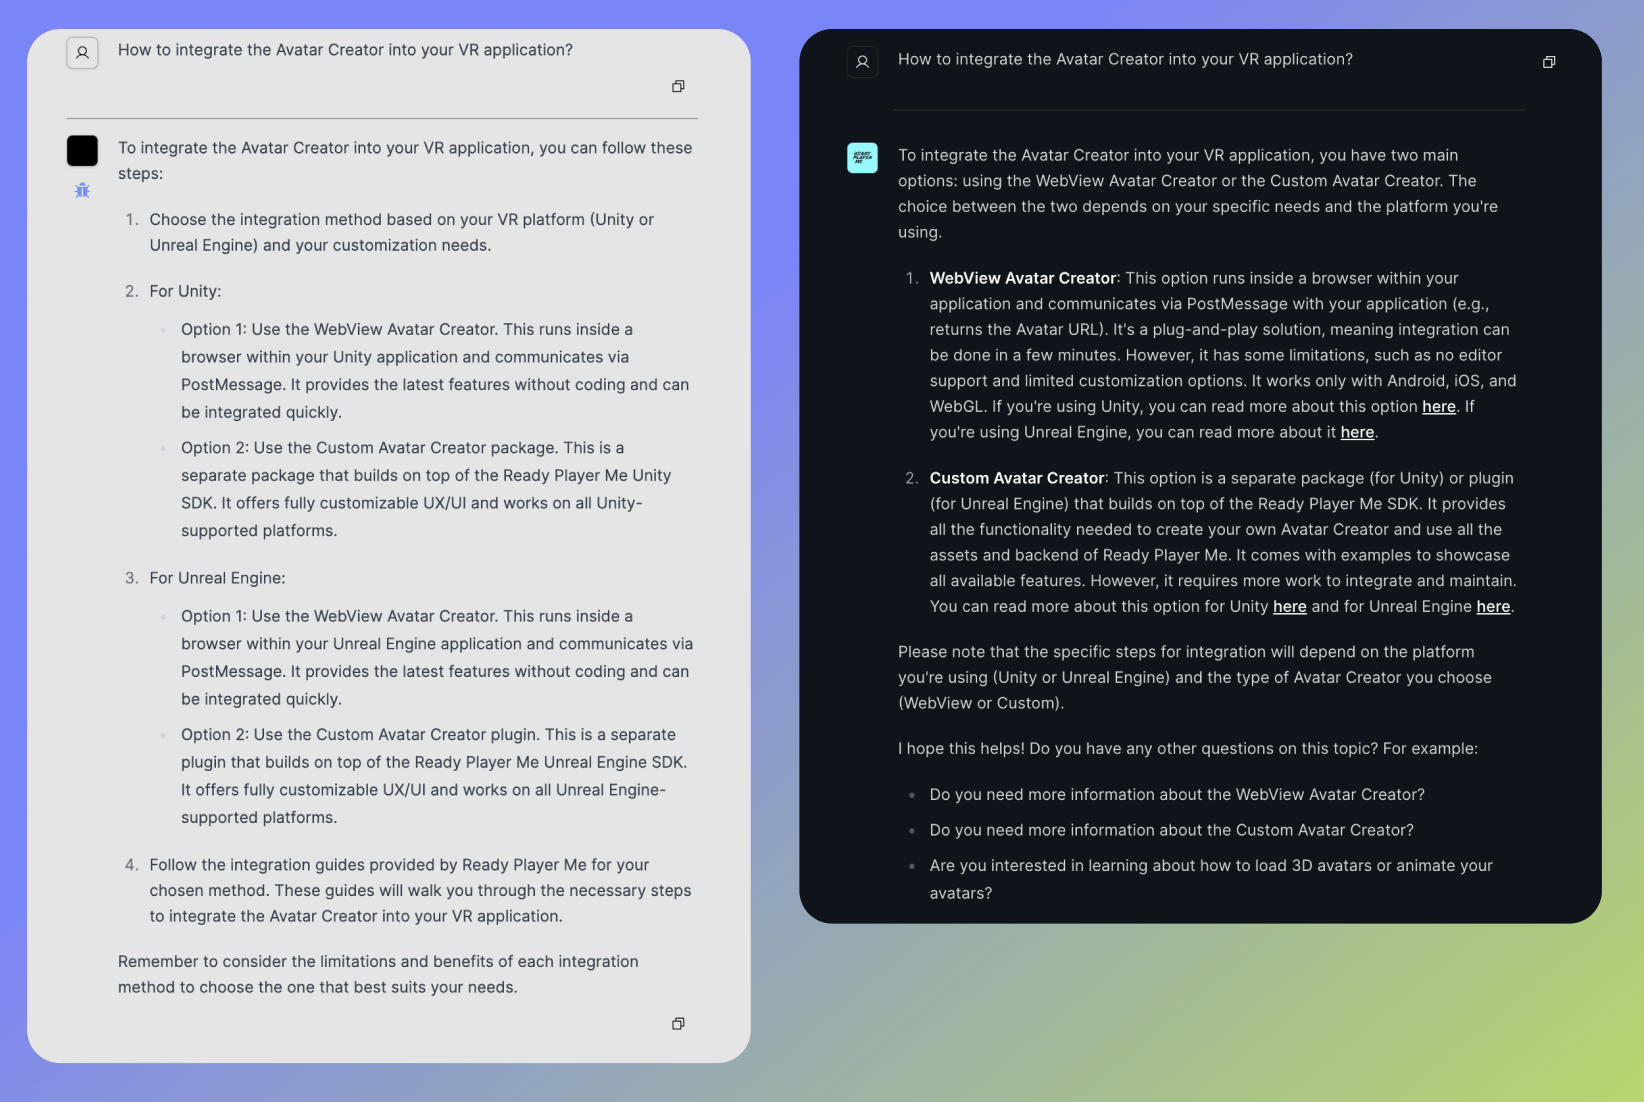 How to integrate the Avatar Creator into your VR application?
To integrate the Avatar Creator into your VR application, you can follow these
steps:
1. Choose the integration method based on your VR platform (Unity or
Unreal Engine) and your customization needs.
2. For Unity:
Option 1: Use the WebView Avatar Creator. This runs inside a
browser within your Unity application and communicates via
PostMessage. It provides the latest features without coding and can
be integrated quickly.
Option 2: Use the Custom Avatar Creator package. This is a
separate package that builds on top of the Ready Player Me Unity
SDK. It offers fully customizable UX/UI and works on all Unity-
supported platforms.
3. For Unreal Engine:
Option 1: Use the WebView Avatar Creator. This runs inside a
browser within your Unreal Engine application and communicates via
PostMessage. It provides the latest features without coding and can
be integrated quickly.
Option 2: Use the Custom Avatar Creator plugin. This is a separate
plugin that builds on top of the Ready Player Me Unreal Engine SDK.
It offers fully customizable UX/UI and works on all Unreal Engine-
supported platforms.
4. Follow the integration guides provided by Ready Player Me for your
chosen method. These guides will walk you through the necessary steps
to integrate the Avatar Creator into your VR application.
Remember to consider the limitations and benefits of each integration
method to choose the one that best suits your needs.
How to integrate the Avatar Creator into your VR application?
READY
PLAYER
ME
To integrate the Avatar Creator into your VR application, you have two main
options: using the WebView Avatar Creator or the Custom Avatar Creator. The
choice between the two depends on your specific needs and the platform you're
using.
1. WebView Avatar Creator: This option runs inside a browser within your
application and communicates via PostMessage with your application (e.g.,
returns the Avatar URL). It's a plug-and-play solution, meaning integration can
be done in a few minutes. However, it has some limitations, such as no editor
support and limited customization options. It works only with Android, iOS, and
WebGL. If you're using Unity, you can read more about this option here. If
you're using Unreal Engine, you can read more about it here.
2. Custom Avatar Creator: This option is a separate package (for Unity) or plugin
(for Unreal Engine) that builds on top of the Ready Player Me SDK. It provides
all the functionality needed to create your own Avatar Creator and use all the
assets and backend of Ready Player Me. It comes with examples to showcase
all available features. However, it requires more work to integrate and maintain.
You can read more about this option for Unity here and for Unreal Engine here.
Please note that the specific steps for integration will depend on the platform
you're using (Unity or Unreal Engine) and the type of Avatar Creator you choose
(WebView or Custom).
I hope this helps! Do you have any other questions on this topic? For example:
Do you need more information about the WebView Avatar Creator?
Do you need more information about the Custom Avatar Creator?
Are you interested in learning about how to load 3D avatars or animate your
avatars?